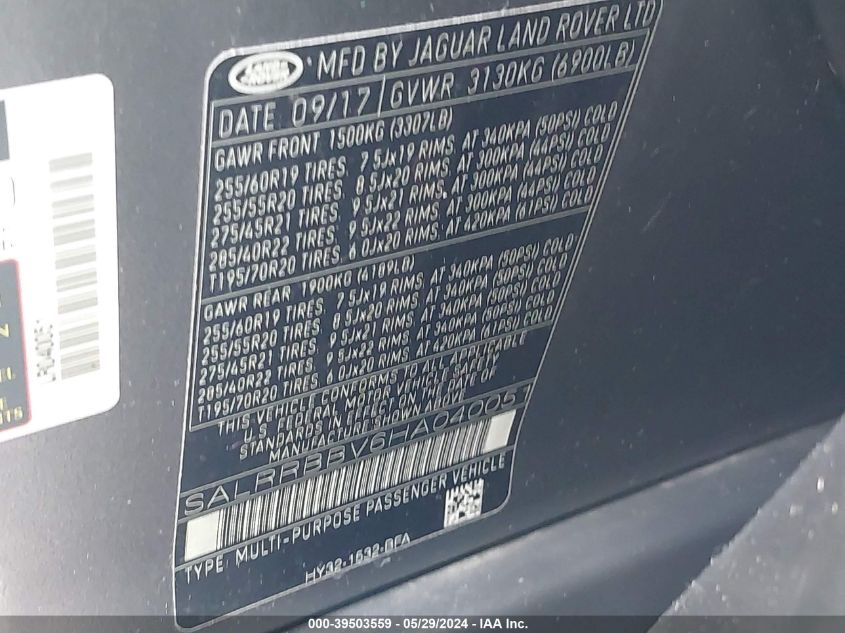 LAND ROVER
MFD BY JAGUAR LAND ROVER LTD
DATE 09/17 GVWR 3130KG (6900LB)
GAWR FRONT 1500KG (3307LB)
255/60R19 TIRES, 7.5Jx19 RIMS, AT 340KPA (50PSI) COLD
255/55R20 TIRES, 8.5Jx20 RIMS, AT 300KPA (44PSI) COLD
275/45R21 TIRES, 9.5Jx21 RIMS, AT 300KPA (44PSI) COLD
285/40R22 TIRES, 9.5Jx22 RIMS, AT 300KPA (44PSI) COLD
T195/70R20 TIRES, 6.0Jx20 RIMS, AT 420KPA (61PSI) COLD
GAWR REAR 1900KG (4189LB)
255/60R19 TIRES, 7.5Jx19 RIMS, AT 340KPA (50PSI) COLD
255/55R20 TIRES, 8.5Jx20 RIMS, AT 340KPA (50PSI) COLD
275/45R21 TIRES, 9.5Jx21 RIMS, AT 340KPA (50PSI) COLD
285/40R22 TIRES, 9.5Jx22 RIMS, AT 340KPA (50PSI) COLD
T195/70R20 TIRES, 6.0Jx20 RIMS, AT 420KPA (61PSI) COLD
THIS VEHICLE CONFORMS TO ALL APPLICABLE
U.S. FEDERAL MOTOR VEHICLE SAFETY
STANDARDS IN EFFECT ON THE DATE OF
MANUFACTURE SHOWN ABOVE
SALRRBBV6HA040051
TYPE: MULTI-PURPOSE PASSENGER VEHICLE
HY32-1532-
000-39503559 - 05/29/2024 - IAA Inc.